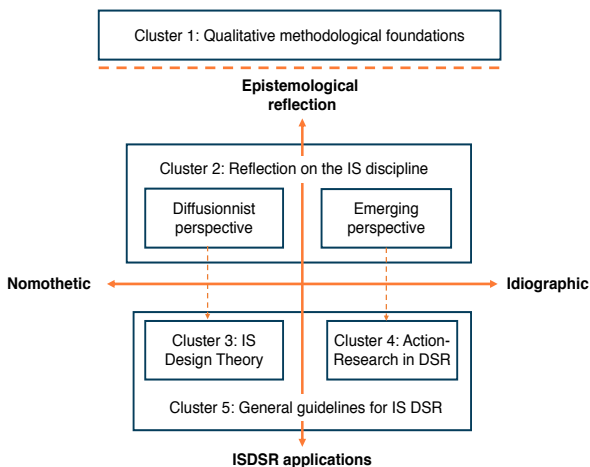 Cluster 1: Qualitative methodological foundations
Epistemological
reflection
Cluster 2: Reflection on the IS discipline
Diffusionnist
perspective
Emerging
perspective
Nomothetic
Idiographic
Cluster 3: IS
Design Theory
Cluster 4: Action-
Research in DSR
Cluster 5: General guidelines for IS DSR
ISDSR applications